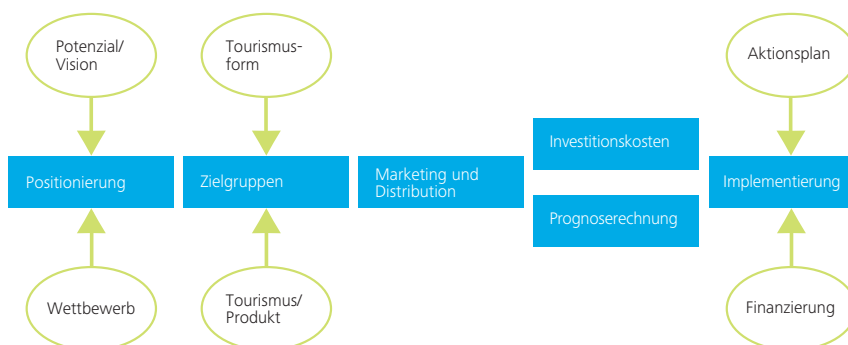 Potenzial/
Vision
Tourismus-
form
Aktionsplan
Positionierung
Zielgruppen
Marketing und
Distribution
Investitionskosten
Prognoserechnung
Implementierung
Wettbewerb
Tourismus/
Produkt
Finanzierung